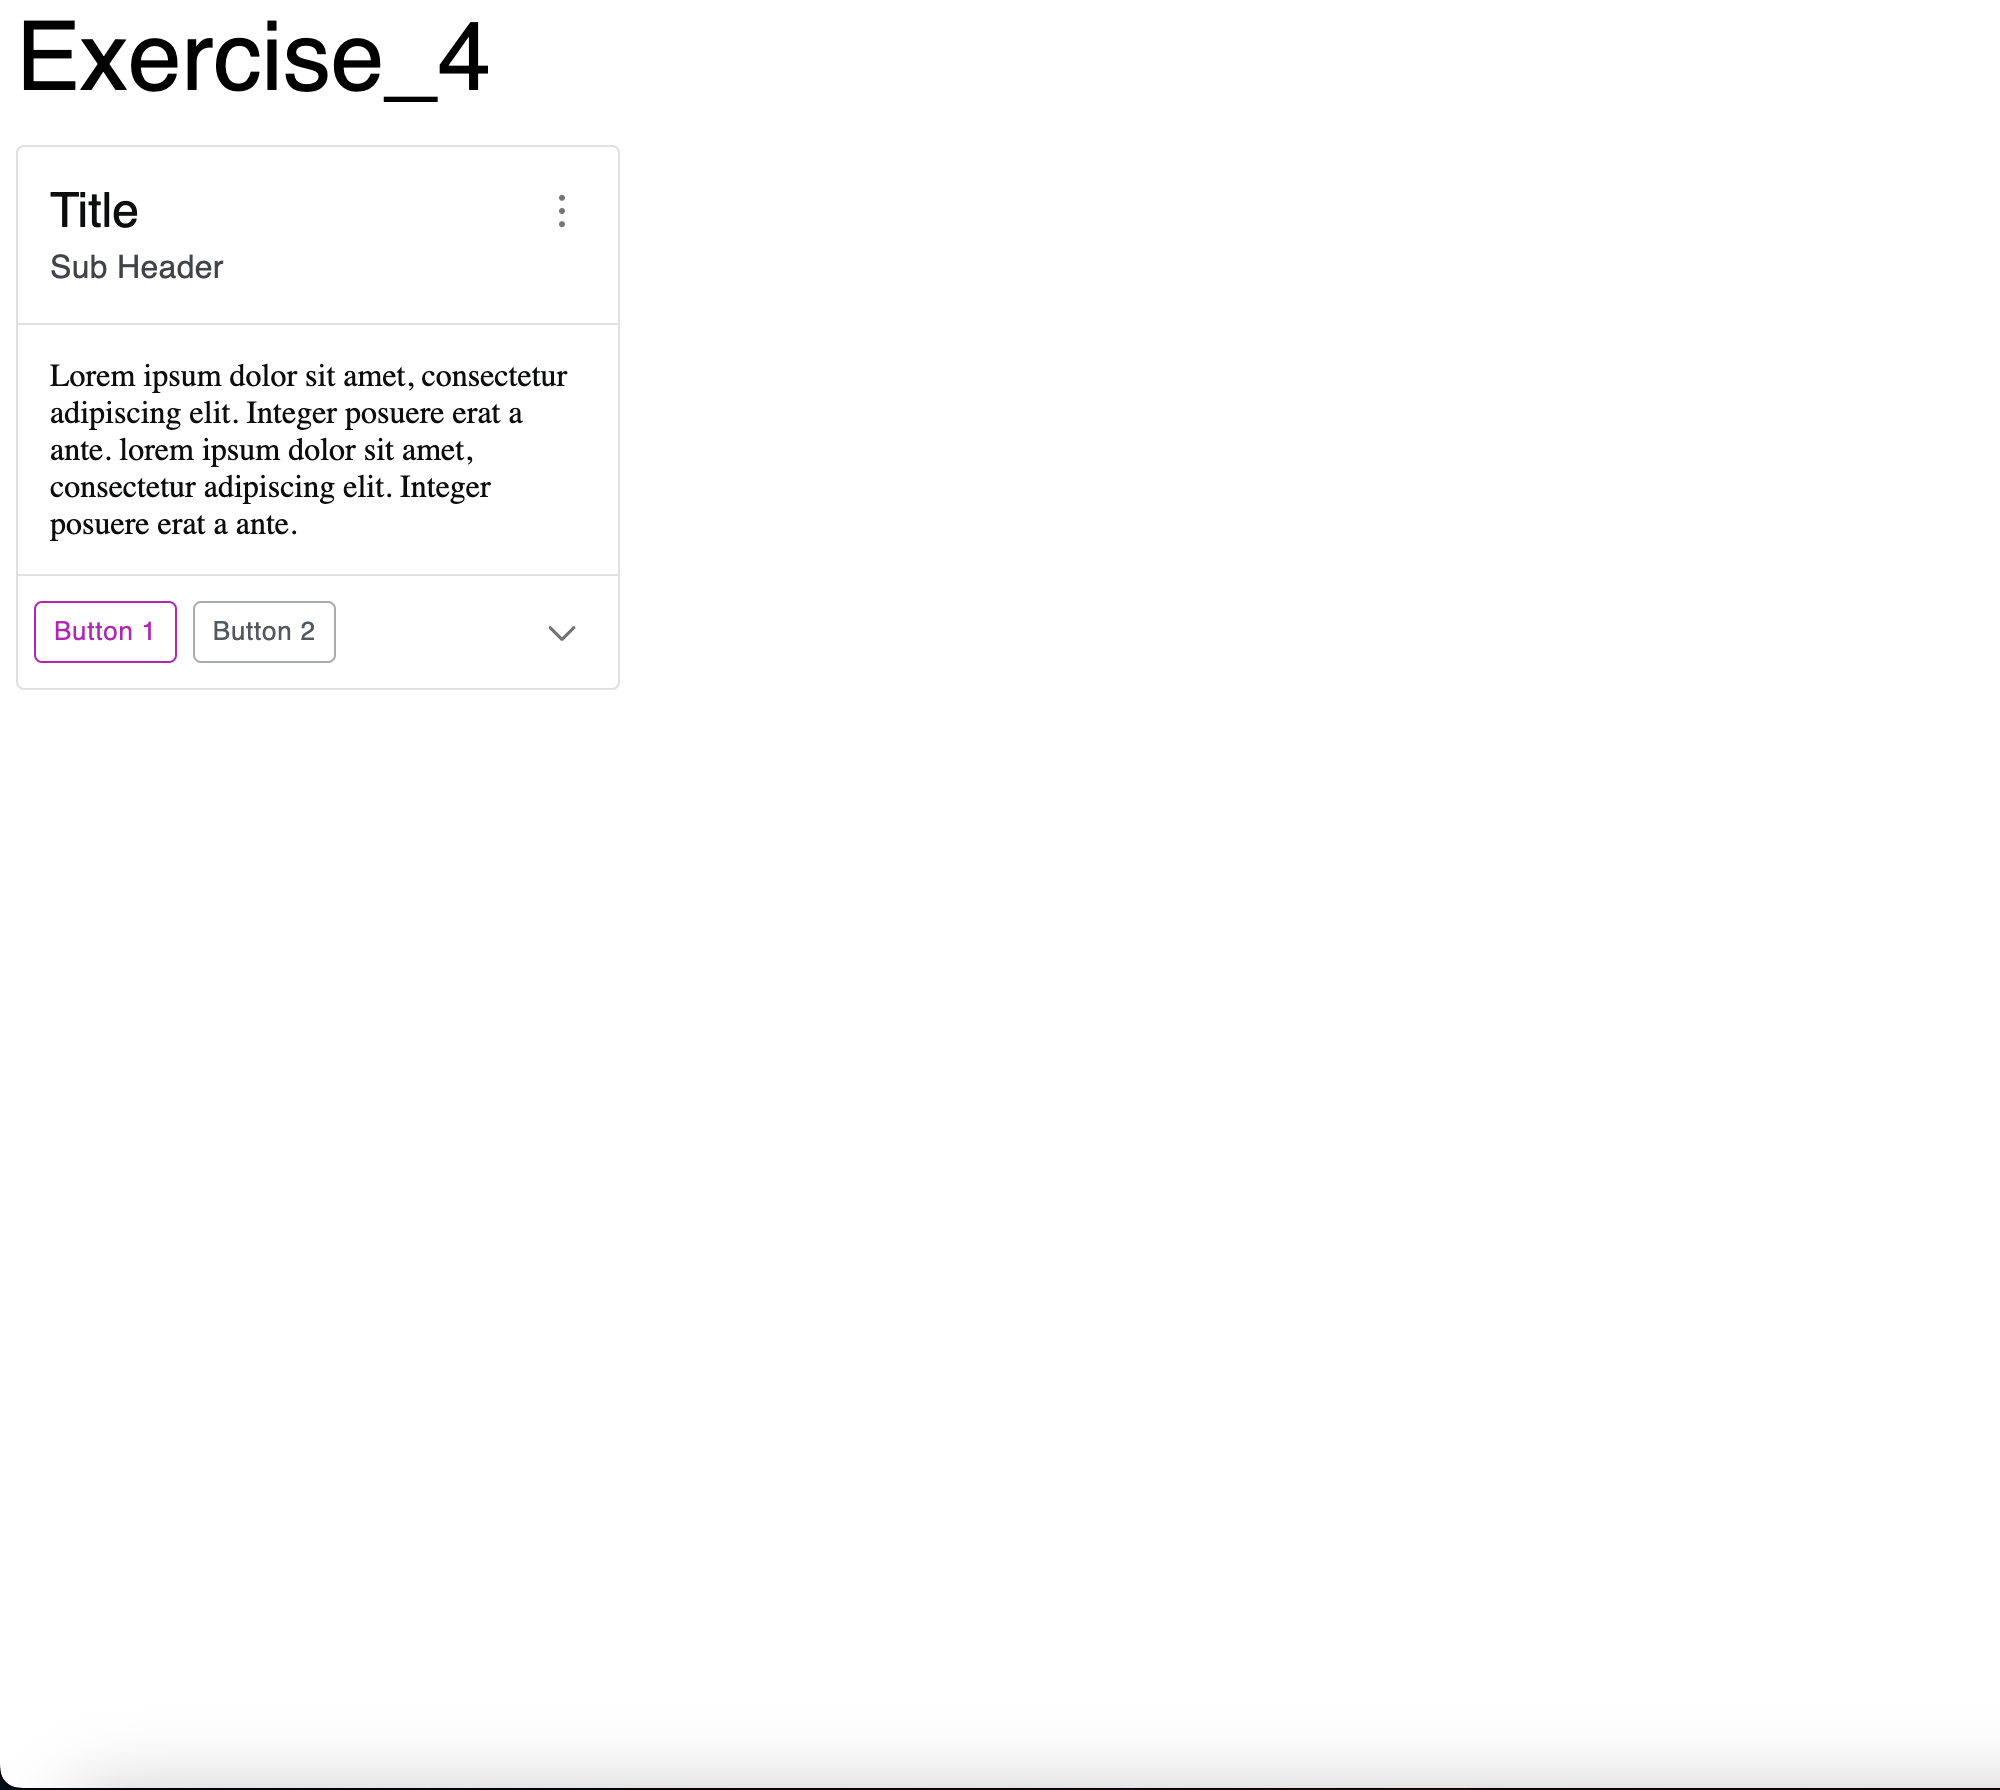 Exercise_4
Title
Sub Header
Lorem ipsum dolor sit amet, consectetur
adipiscing elit. Integer posuere erat a
ante. lorem ipsum dolor sit amet,
consectetur adipiscing elit. Integer
posuere erat a ante.
Button 1 Button 2